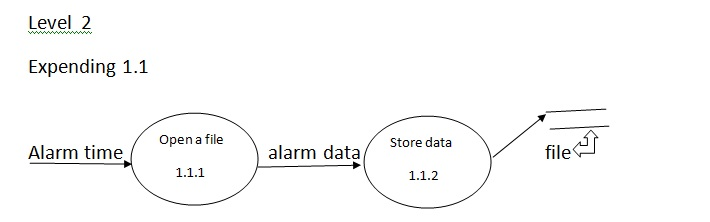 Level 2
Expending 1.1
Open a file
1.1.1
Alarm time
alarm data
Store data
1.1.2
file